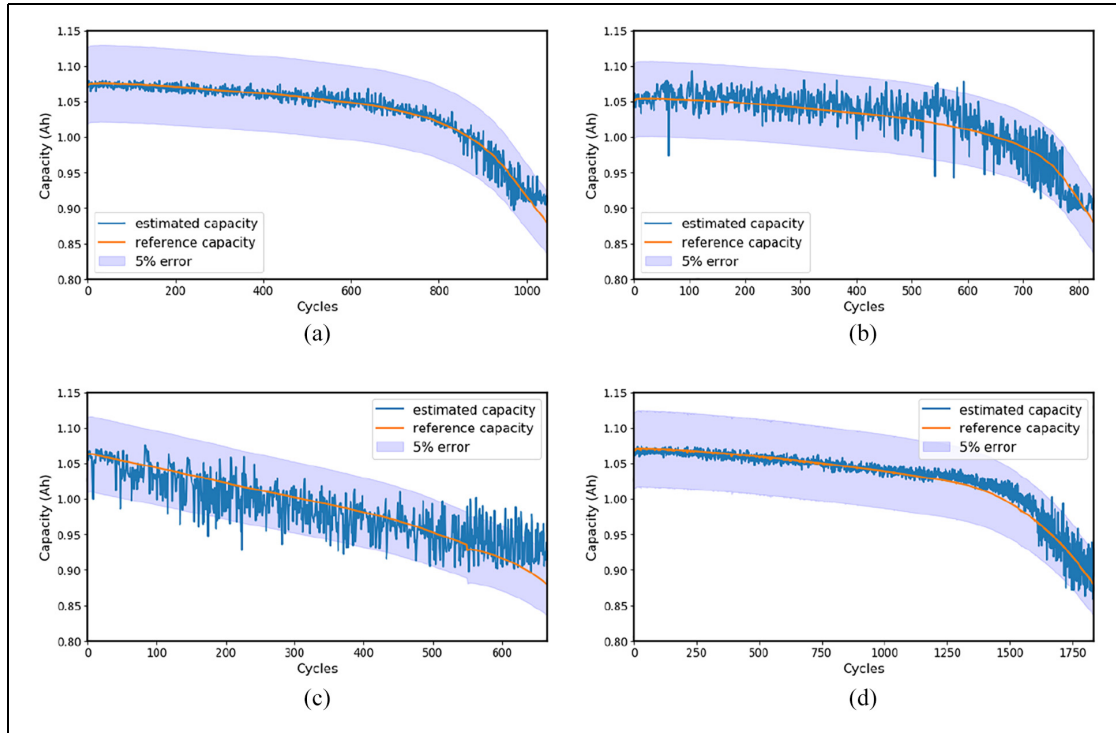 1.15
1.10
1.05
1.00
0.95
0.90
0.85
0.80
Capacity (Ah)
estimated capacity
reference capacity
5% error
0 200 400 600 800 1000
Cycles
(a)
1.15
1.10
1.05
1.00
0.95
0.90
0.85
0.80
Capacity (Ah)
estimated capacity
reference capacity
5% error
0 100 200 300 400 500 600 700 800
Cycles
(b)
1.15
1.10
1.05
1.00
0.95
0.90
0.85
0.80
Capacity (Ah)
estimated capacity
reference capacity
5% error
0 100 200 300 400 500 600
Cycles
(c)
1.15
1.10
1.05
1.00
0.95
0.90
0.85
0.80
Capacity (Ah)
estimated capacity
reference capacity
5% error
0 250 500 750 1000 1250 1500 1750
Cycles
(d)